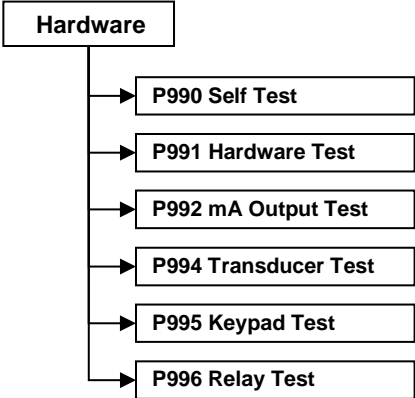 Hardware
P990 Self Test
P991 Hardware Test
P992 mA Output Test
P994 Transducer Test
P995 Keypad Test
P996 Relay Test